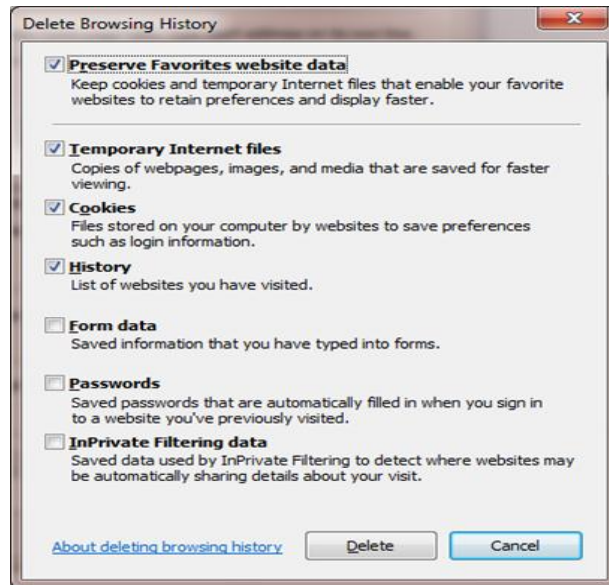 Delete Browsing History
Preserve Favorites website data
Keep cookies and temporary Internet files that enable your favorite
websites to retain preferences and display faster.
Temporary Internet files
Copies of webpages, images, and media that are saved for faster
viewing.
Cookies
Files stored on your computer by websites to save preferences
such as login information.
History
List of websites you have visited.
Form data
Saved information that you have typed into forms.
Passwords
Saved passwords that are automatically filled in when you sign in
to a website you've previously visited.
InPrivate Filtering data
Saved data used by InPrivate Filtering to detect where websites may
be automatically sharing details about your visit.
About deleting browsing history Delete Cancel